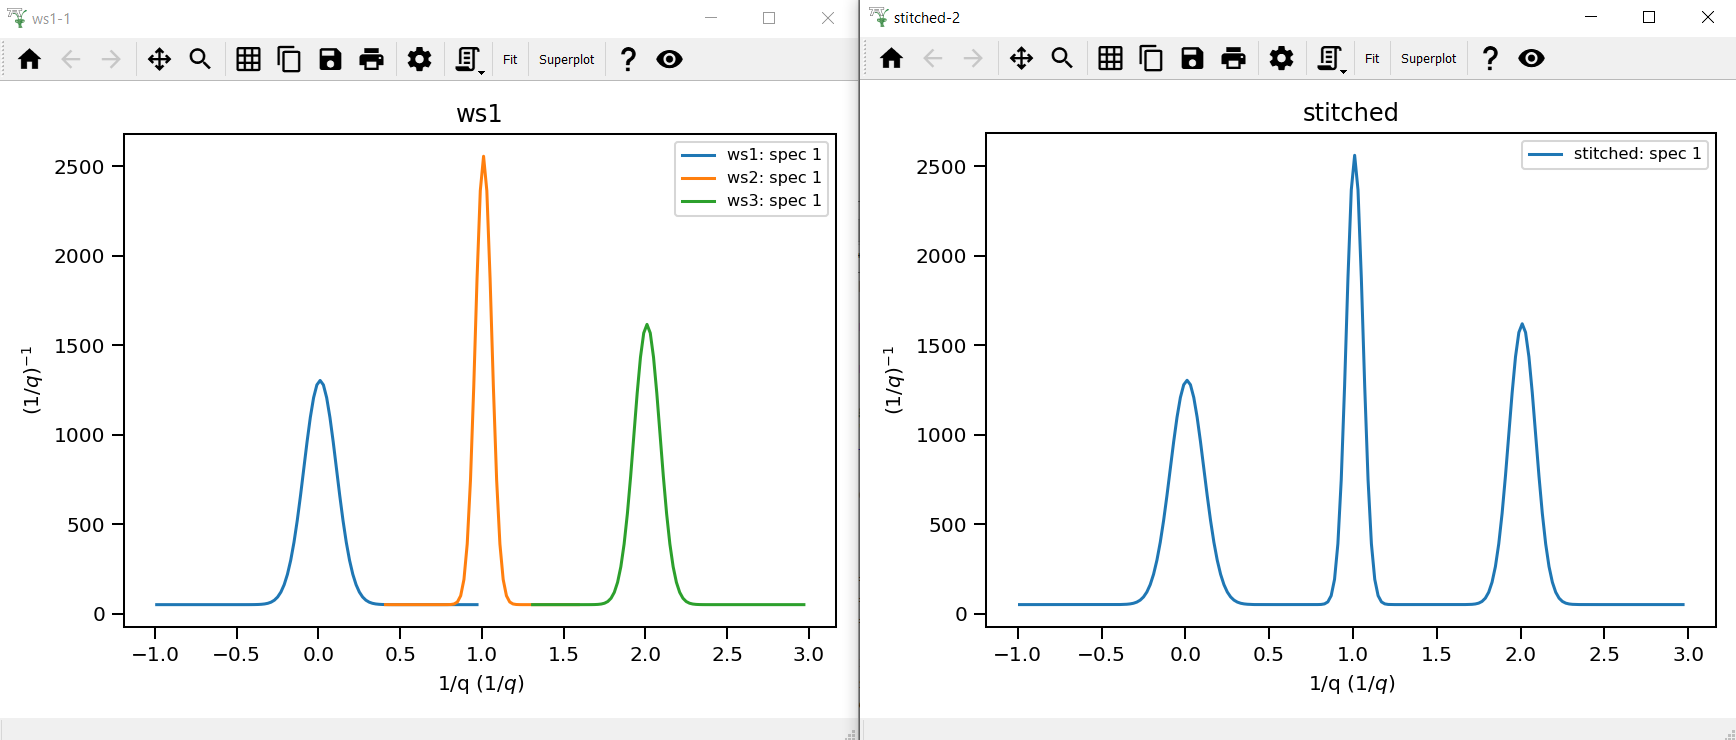 ws1-1
Fit
Superplot
?
ws1
ws1: spec 1
ws2: spec 1
ws3: spec 1
2500
2000
1500
1000
500
0
(1/q)⁻¹
−1.0 −0.5 0.0 0.5 1.0 1.5 2.0 2.5 3.0
1/q (1/q)
stitched-2
Fit
Superplot
?
stitched
stitched: spec 1
2500
2000
1500
1000
500
0
(1/q)⁻¹
−1.0 −0.5 0.0 0.5 1.0 1.5 2.0 2.5 3.0
1/q (1/q)